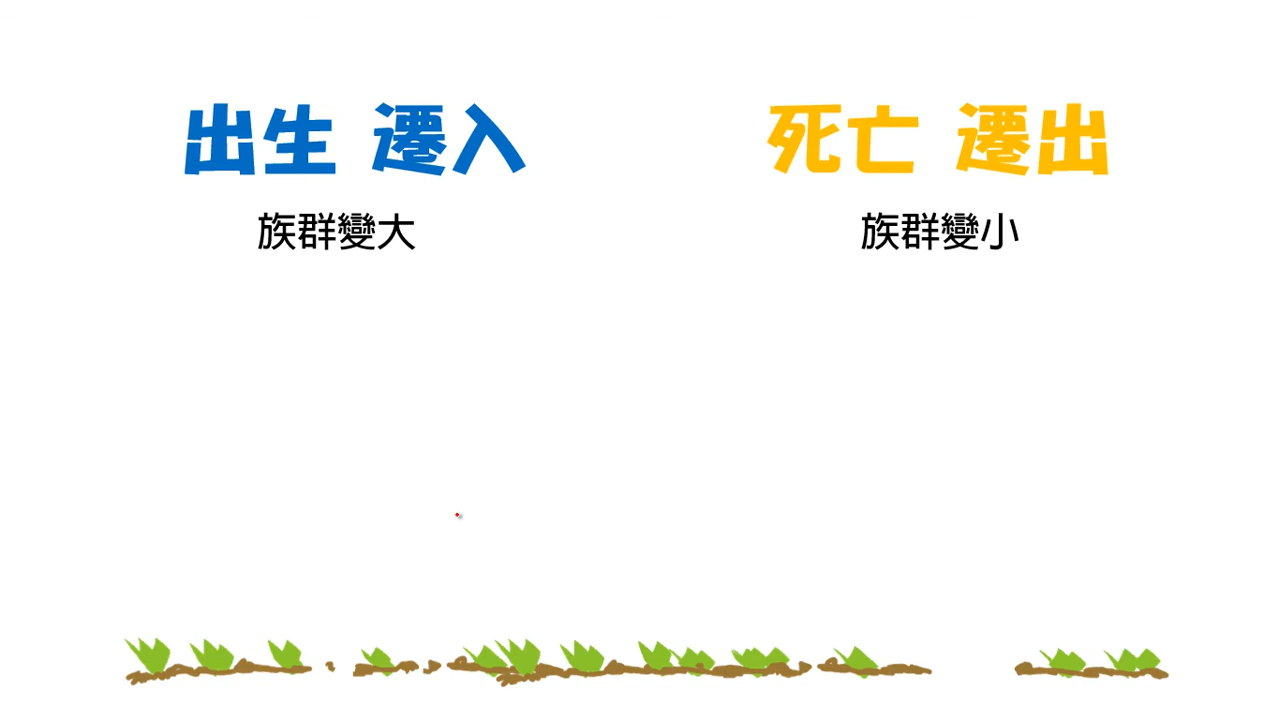 出生 遷入
族群變大
死亡 遷出
族群變小